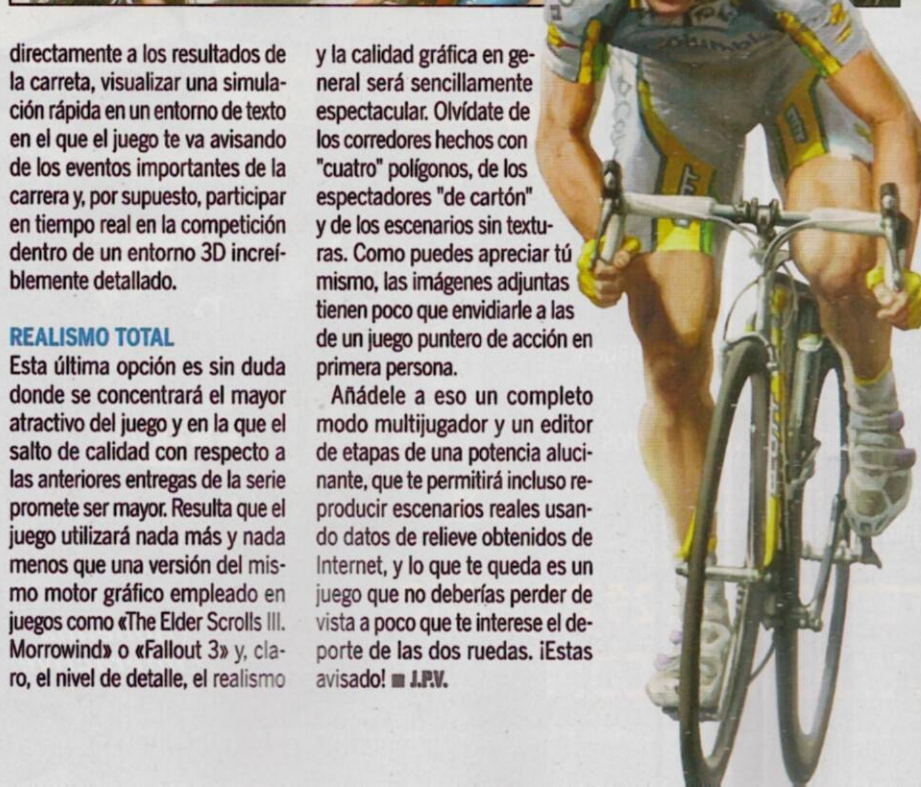 directamente a los resultados de
la carreta, visualizar una simula-
ción rápida en un entorno de texto
en el que el juego te va avisando
de los eventos importantes de la
carrera y, por supuesto, participar
en tiempo real en la competición
dentro de un entorno 3D increí-
blemente detallado.
REALISMO TOTAL
Esta última opción es sin duda
donde se concentrará el mayor
atractivo del juego y en la que el
salto de calidad con respecto a
las anteriores entregas de la serie
promete ser mayor. Resulta que el
juego utilizará nada más y nada
menos que una versión del mis-
mo motor gráfico empleado en
juegos como «The Elder Scrolls III.
Morrowind» o «Fallout 3» y, cla-
ro, el nivel de detalle, el realismo
y la calidad gráfica en ge-
neral será sencillamente
espectacular. Olvídate de
los corredores hechos con
"cuatro" polígonos, de los
espectadores "de cartón"
y de los escenarios sin textu-
ras. Como puedes apreciar tú
mismo, las imágenes adjuntas
tienen poco que envidiarle a las
de un juego puntero de acción en
primera persona.
Añádele a eso un completo
modo multijugador y un editor
de etapas de una potencia aluci-
nante, que te permitirá incluso re-
producir escenarios reales usan-
do datos de relieve obtenidos de
Internet, y lo que te queda es un
juego que no deberías perder de
vista a poco que te interese el de-
porte de las dos ruedas. ¡Estas
avisado! ■ J.P.V.
Columbia